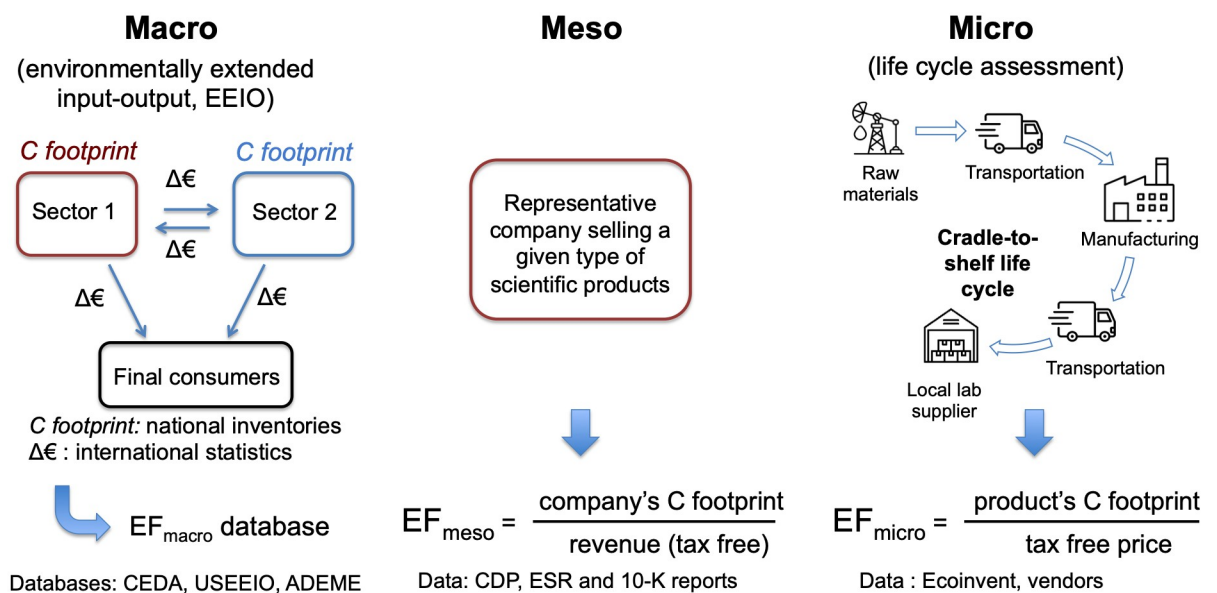 Macro
(environmentally extended
input-output, EEIO)
C footprint
C footprint
Sector 1
Δ€
Δ€
Sector 2
Δ€
Δ€
Final consumers
C footprint: national inventories
Δ€ : international statistics
EFmacro database
Databases: CEDA, USEEIO, ADEME
Meso
Representative
company selling a
given type of
scientific products
EFmeso =
company’s C footprint
revenue (tax free)
Data: CDP, ESR and 10-K reports
Micro
(life cycle assessment)
Raw
materials
Transportation
Manufacturing
Cradle-to-
shelf life
cycle
Transportation
Local lab
supplier
EFmicro =
product’s C footprint
tax free price
Data : Ecoinvent, vendors